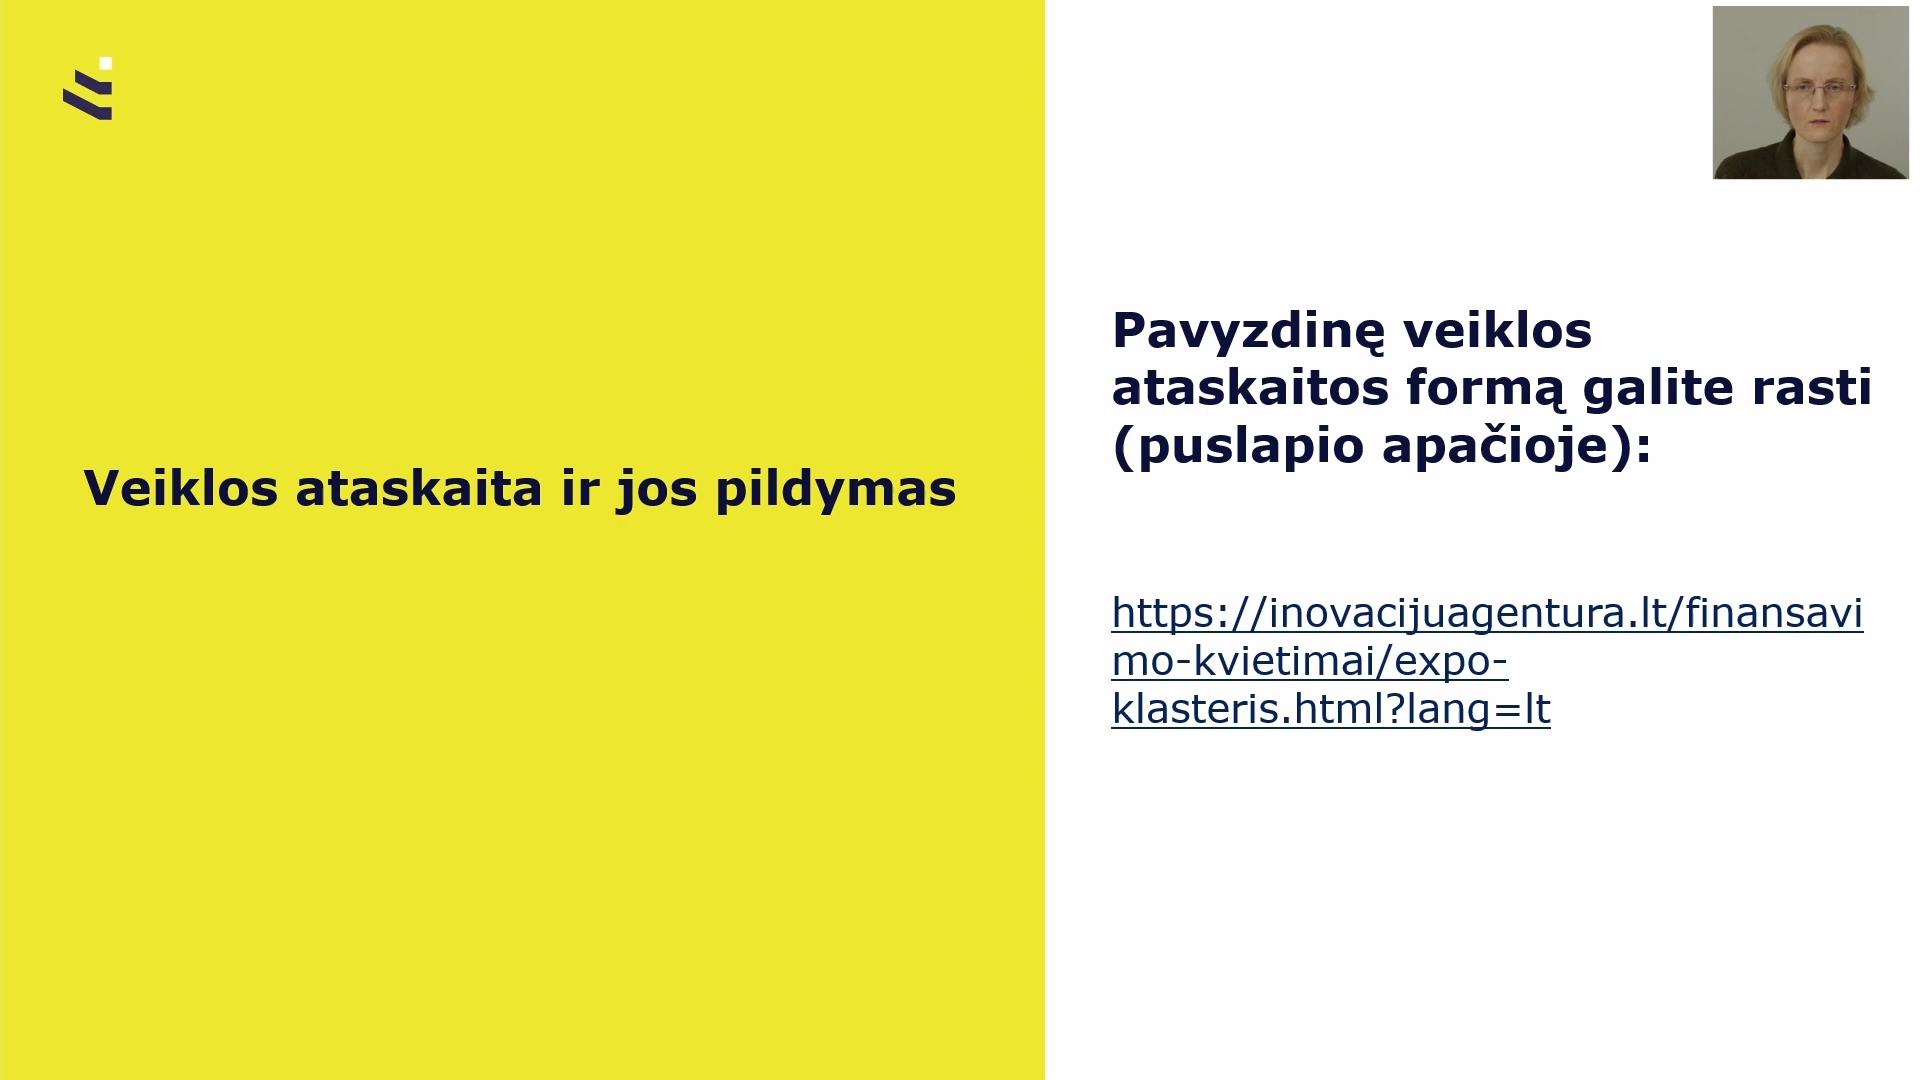 Veiklos ataskaita ir jos pildymas
Pavyzdinę veiklos
ataskaitos formą galite rasti
(puslapio apačioje):
https://inovacijuagentura.lt/finansavi
mo-kvietimai/expo-
klasteris.html?lang=lt